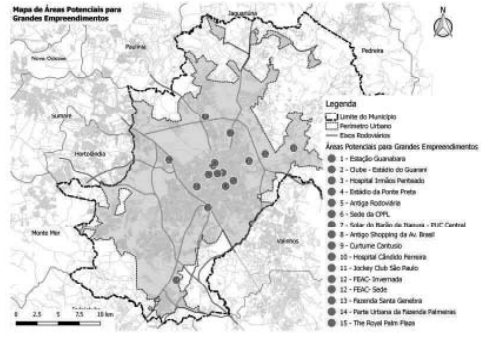 Mapa de Áreas Potenciais para
Grandes Empreendimentos
Jaguariúna
N
Paulínia
Pedreira
Nova Odessa
Sumaré
Hortolândia
Monte Mor
Valinhos
Legenda
Limite do Município
Perímetro Urbano
Eixos Rodoviários
Áreas Potenciais para Grandes Empreendimentos
1 - Estação Guanabara
2 - Clube - Estádio do Guarani
3 - Hospital Irmãos Penteado
4 - Estádio da Ponte Preta
5 - Antiga Rodoviária
6 - Sede da CPFL
7 - Solar do Barão de Itapura - PUC Central
8 - Antigo Shopping da Av. Brasil
9 - Curtume Cantusio
10 - Hospital Cândido Ferreira
11 - Jockey Club São Paulo
12 - FEAC- Invernada
12 - FEAC- Sede
13 - Fazenda Santa Genebra
14 - Parte Urbana da Fazenda Palmeiras
15 - The Royal Palm Plaza
0 2.5 5 7.5 10 km